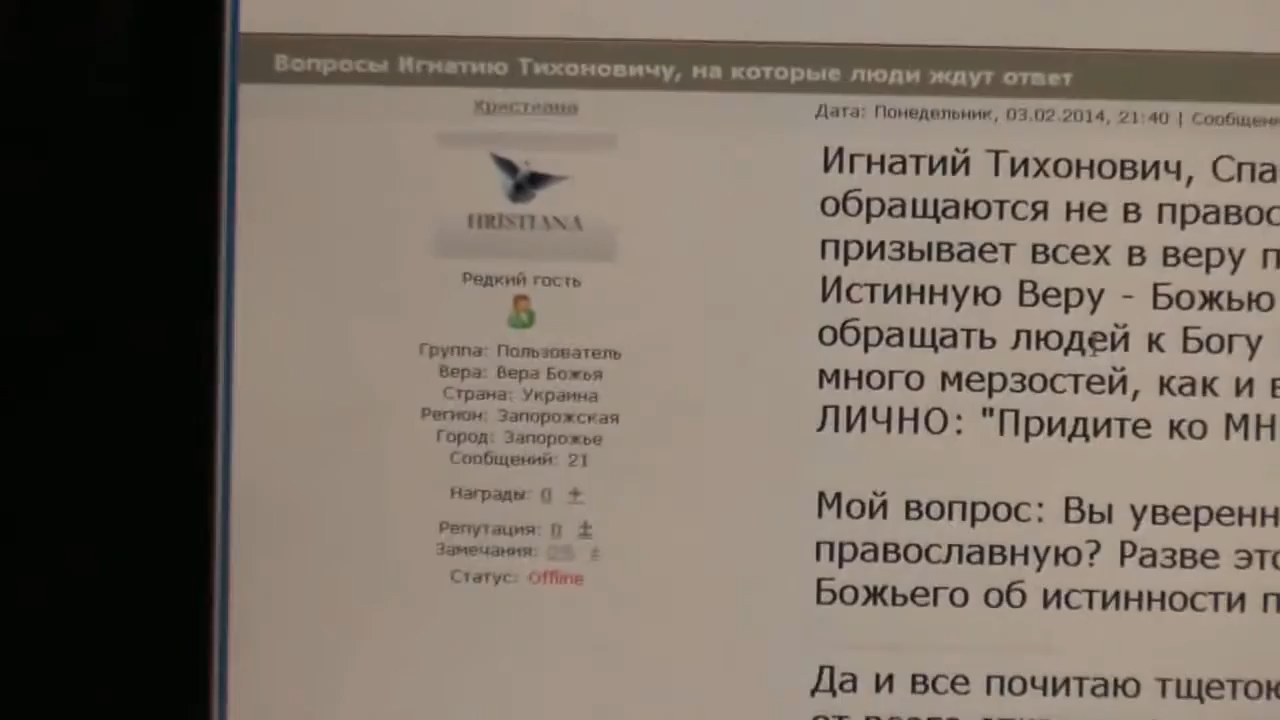 Вопросы Игнатию Тихоновичу, на которые люди ждут ответ
Кристиана
Дата: Понедельник, 03.02.2014, 21:40 | Сообщен
HRISTIANA
Редкий гость
Группа: Пользователь
Вера: Вера Божья
Страна: Украина
Регион: Запорожская
Город: Запорожье
Сообщений: 21
Награды: 0 ±
Репутация: 0 ±
Замечания: ±
Статус: Offline
Игнатий Тихонович, Спа
обращаются не в правос
призывает всех в веру п
Истинную Веру - Божью
обращать людей к Богу
много мерзостей, как и в
ЛИЧНО: "Придите ко МН
Мой вопрос: Вы уверенн
православную? Разве это
Божьего об истинности п
Да и все почитаю тщетою